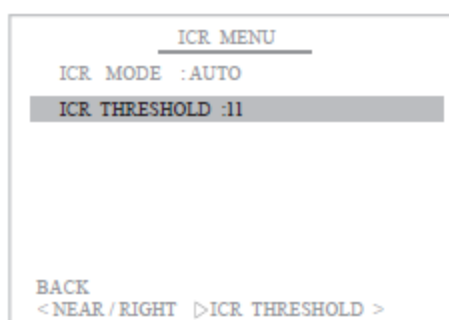 ICR MENU
ICR MODE :AUTO
ICR THRESHOLD :11
BACK
<NEAR/RIGHT ▷ICR THRESHOLD >